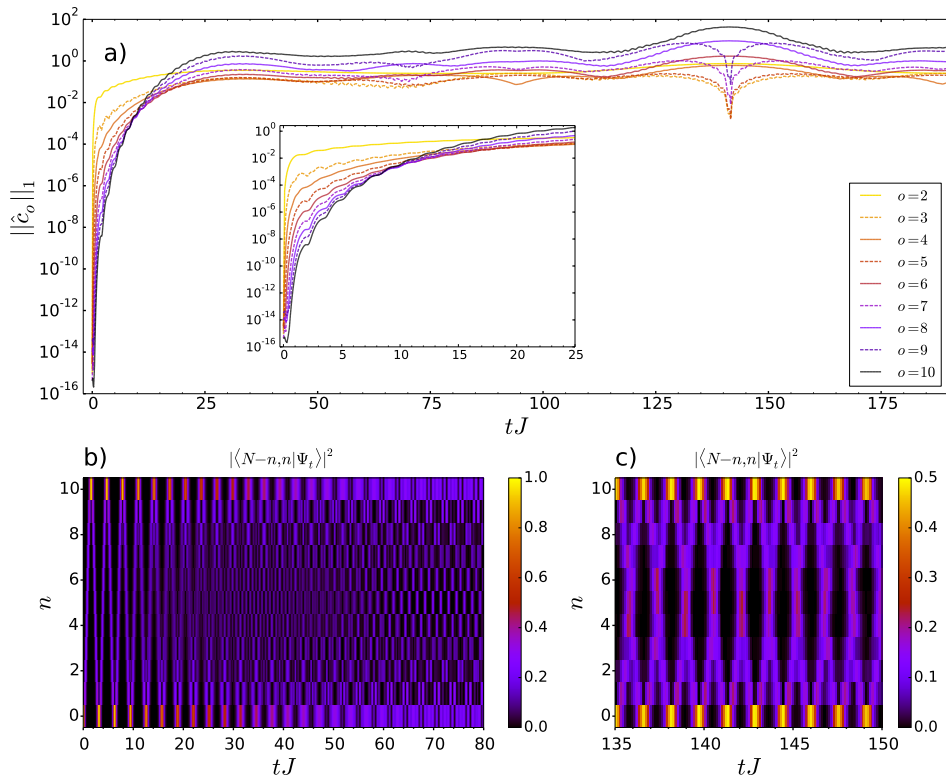 a)
||ĉ_o||_1
10^2
10^0
10^-2
10^-4
10^-6
10^-8
10^-10
10^-12
10^-14
10^-16
0 25 50 75 100 125 150 175
tJ
10^0
10^-2
10^-4
10^-6
10^-8
10^-10
10^-12
10^-14
10^-16
0 5 10 15 20 25
o=2
o=3
o=4
o=5
o=6
o=7
o=8
o=9
o=10
b) |⟨N−n,n|Ψ_t⟩|^2
n
10
8
6
4
2
0
0 10 20 30 40 50 60 70 80
tJ
1.0
0.8
0.6
0.4
0.2
0.0
c) |⟨N−n,n|Ψ_t⟩|^2
n
10
8
6
4
2
0
135 140 145 150
tJ
0.5
0.4
0.3
0.2
0.1
0.0